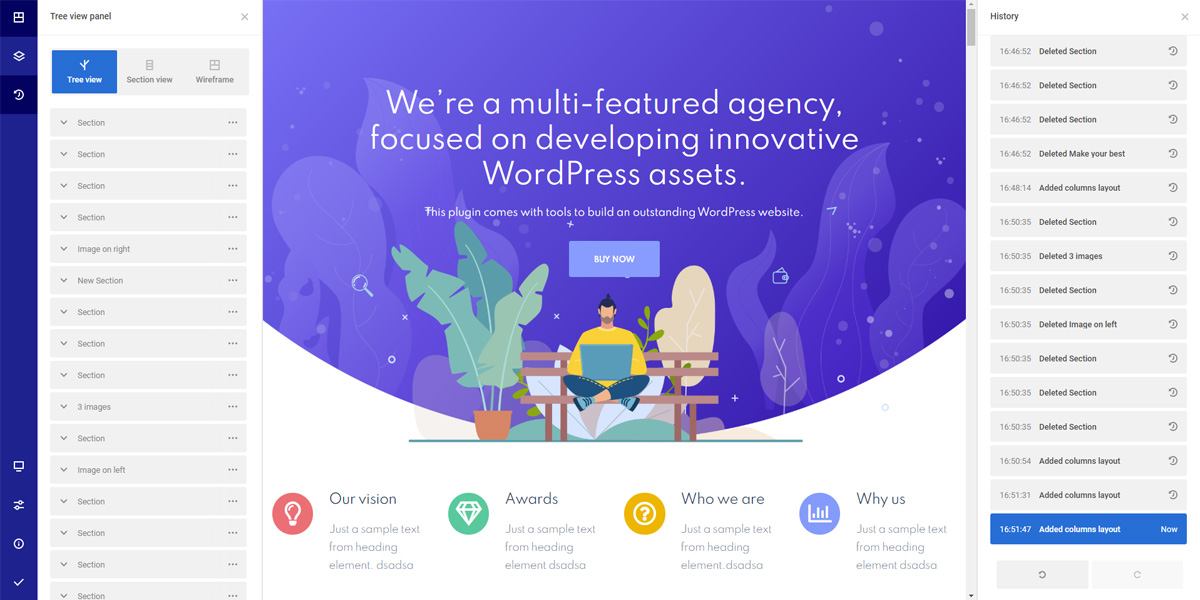 Tree view panel
Tree view
Section view
Wireframe
Section
Section
Section
Section
Image on right
New Section
Section
Section
Section
3 images
Section
Image on left
Section
Section
Section
Section
We're a multi-featured agency,
focused on developing innovative
WordPress assets.
This plugin comes with tools to build an outstanding WordPress website.
BUY NOW
Our vision
Just a sample text
from heading
element. dsadsa
Awards
Just a sample text
from heading
element. dsadsa
Who we are
Just a sample text
from heading
element.dsadsa
Why us
Just a sample text
from heading
element. dsadsa
History
16:46:52 Deleted Section
16:46:52 Deleted Section
16:46:52 Deleted Section
16:46:52 Deleted Make your best
16:48:14 Added columns layout
16:50:35 Deleted Section
16:50:35 Deleted 3 images
16:50:35 Deleted Section
16:50:35 Deleted Image on left
16:50:35 Deleted Section
16:50:35 Deleted Section
16:50:35 Deleted Section
16:50:54 Added columns layout
16:51:31 Added columns layout
16:51:47 Added columns layout Now